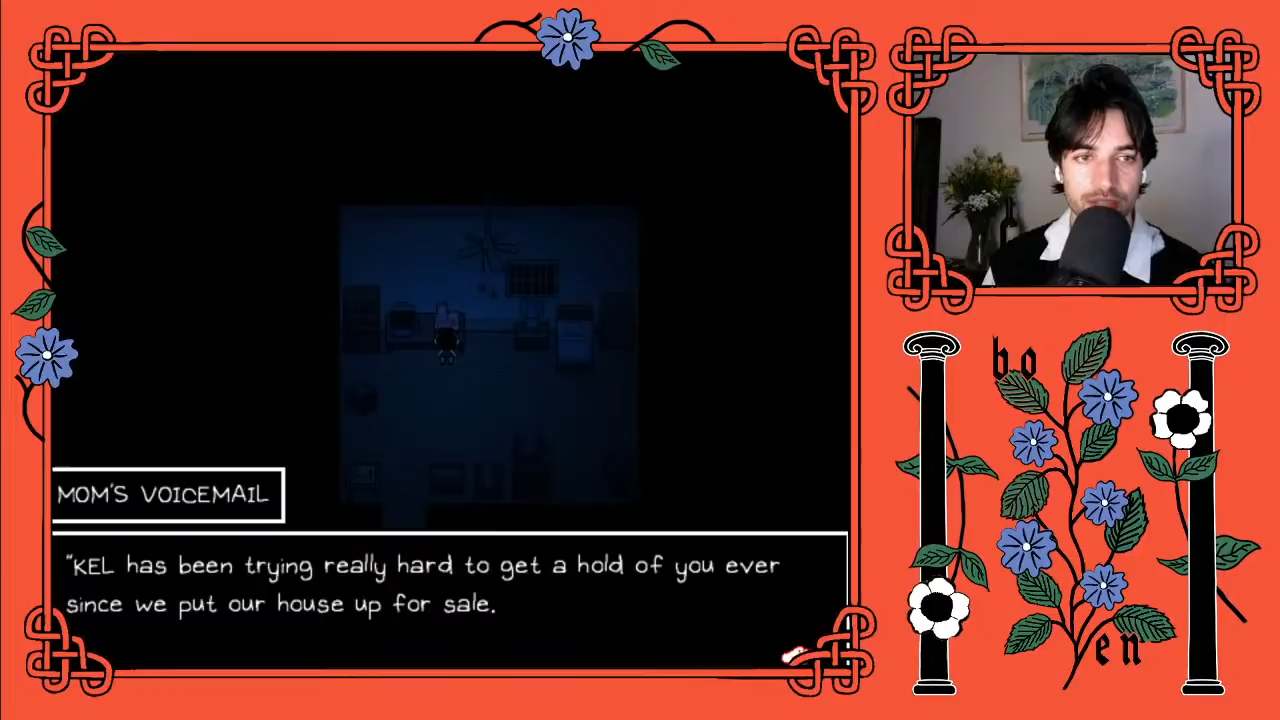 MOM'S VOICEMAIL
"KEL has been trying really hard to get a hold of you ever
since we put our house up for sale.
bo
en